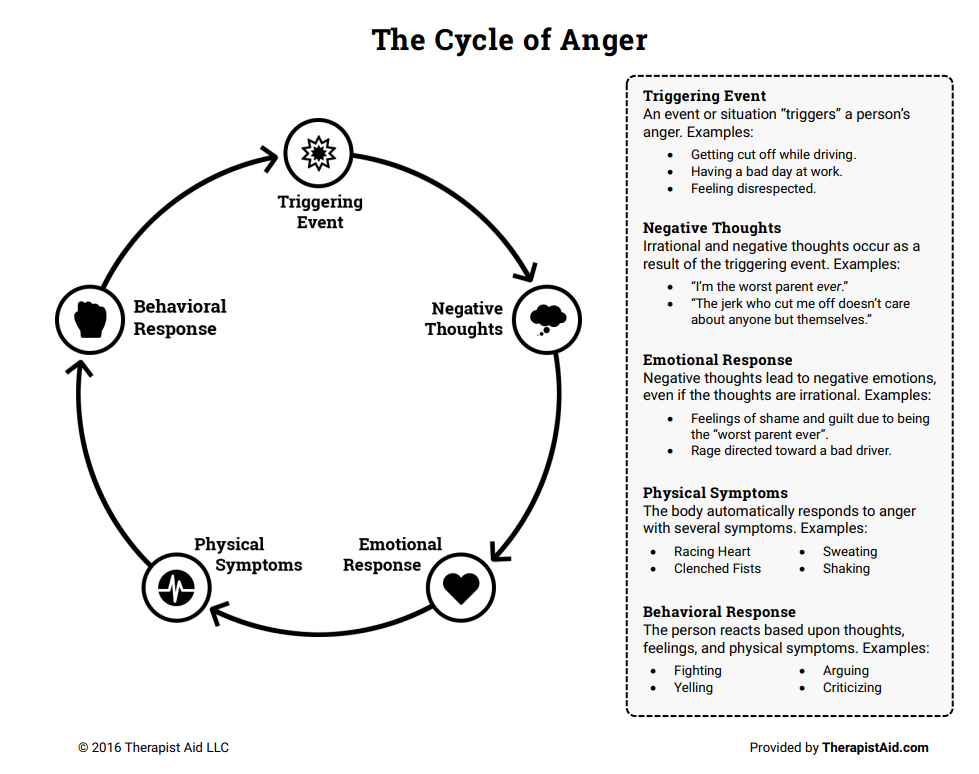 The Cycle of Anger
Triggering
Event
Negative
Thoughts
Emotional
Response
Physical
Symptoms
Behavioral
Response
Triggering Event
An event or situation “triggers” a person’s
anger. Examples:
• Getting cut off while driving.
• Having a bad day at work.
• Feeling disrespected.
Negative Thoughts
Irrational and negative thoughts occur as a
result of the triggering event. Examples:
• “I’m the worst parent ever.”
• “The jerk who cut me off doesn’t care
about anyone but themselves.”
Emotional Response
Negative thoughts lead to negative emotions,
even if the thoughts are irrational. Examples:
• Feelings of shame and guilt due to being
the “worst parent ever”.
• Rage directed toward a bad driver.
Physical Symptoms
The body automatically responds to anger
with several symptoms. Examples:
• Racing Heart • Sweating
• Clenched Fists • Shaking
Behavioral Response
The person reacts based upon thoughts,
feelings, and physical symptoms. Examples:
• Fighting • Arguing
• Yelling • Criticizing
© 2016 Therapist Aid LLC
Provided by TherapistAid.com